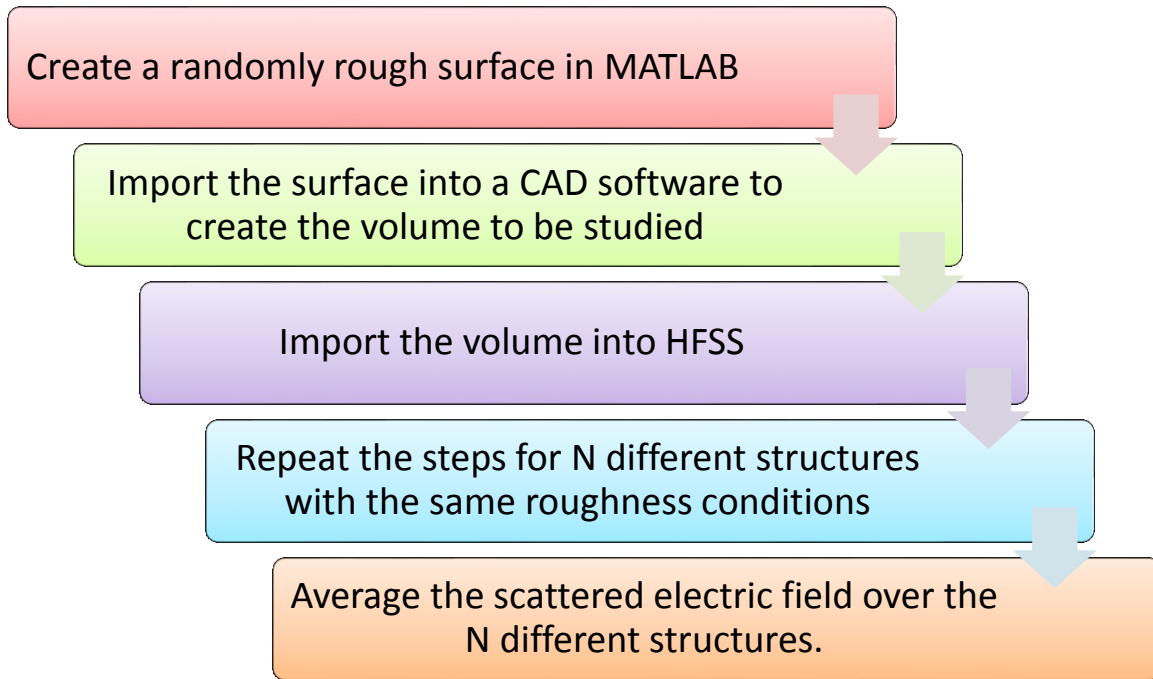 Create a randomly rough surface in MATLAB
Import the surface into a CAD software to
create the volume to be studied
Import the volume into HFSS
Repeat the steps for N different structures
with the same roughness conditions
Average the scattered electric field over the
N different structures.